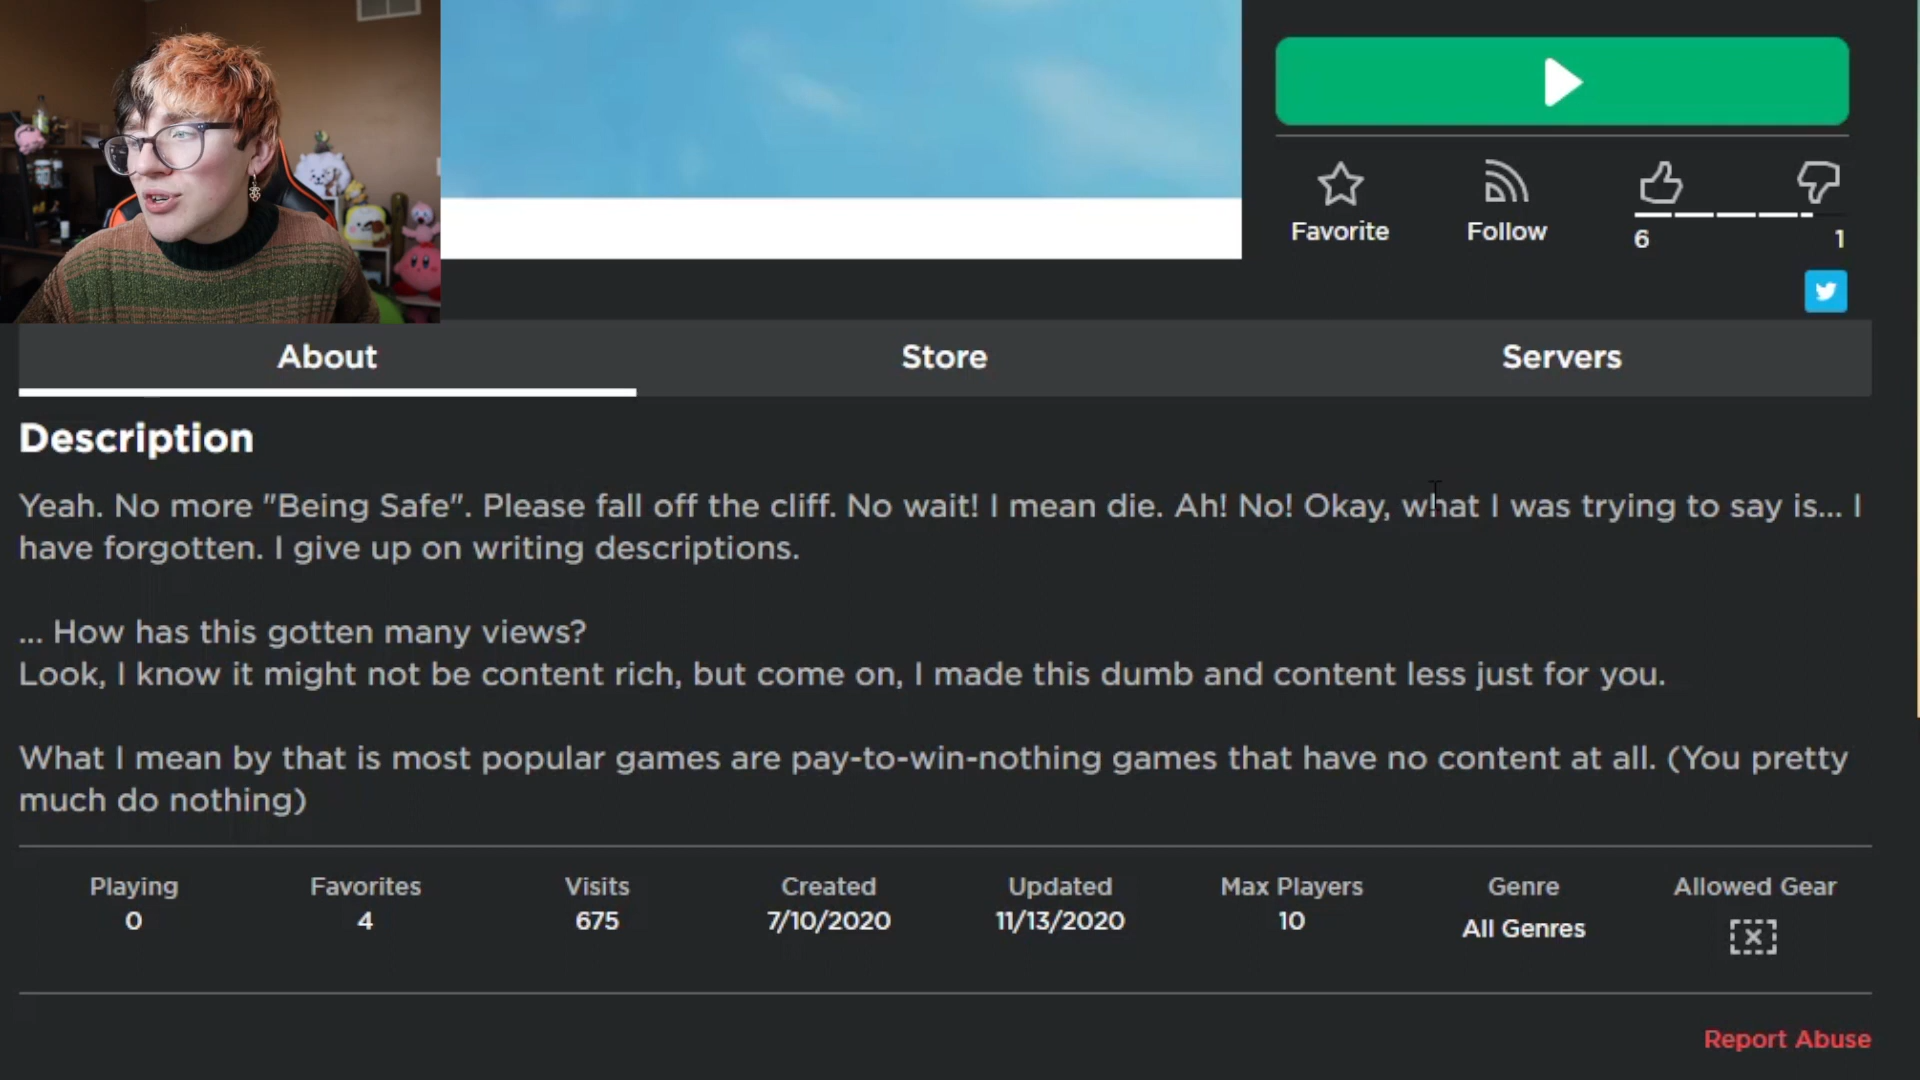 Favorite
Follow
6
1
About
Store
Servers
Description
Yeah. No more "Being Safe". Please fall off the cliff. No wait! I mean die. Ah! No! Okay, what I was trying to say is... I
have forgotten. I give up on writing descriptions.
... How has this gotten many views?
Look, I know it might not be content rich, but come on, I made this dumb and content less just for you.
What I mean by that is most popular games are pay-to-win-nothing games that have no content at all. (You pretty
much do nothing)
Playing
Favorites
Visits
Created
Updated
Max Players
Genre
Allowed Gear
0
4
675
7/10/2020
11/13/2020
10
All Genres
Report Abuse